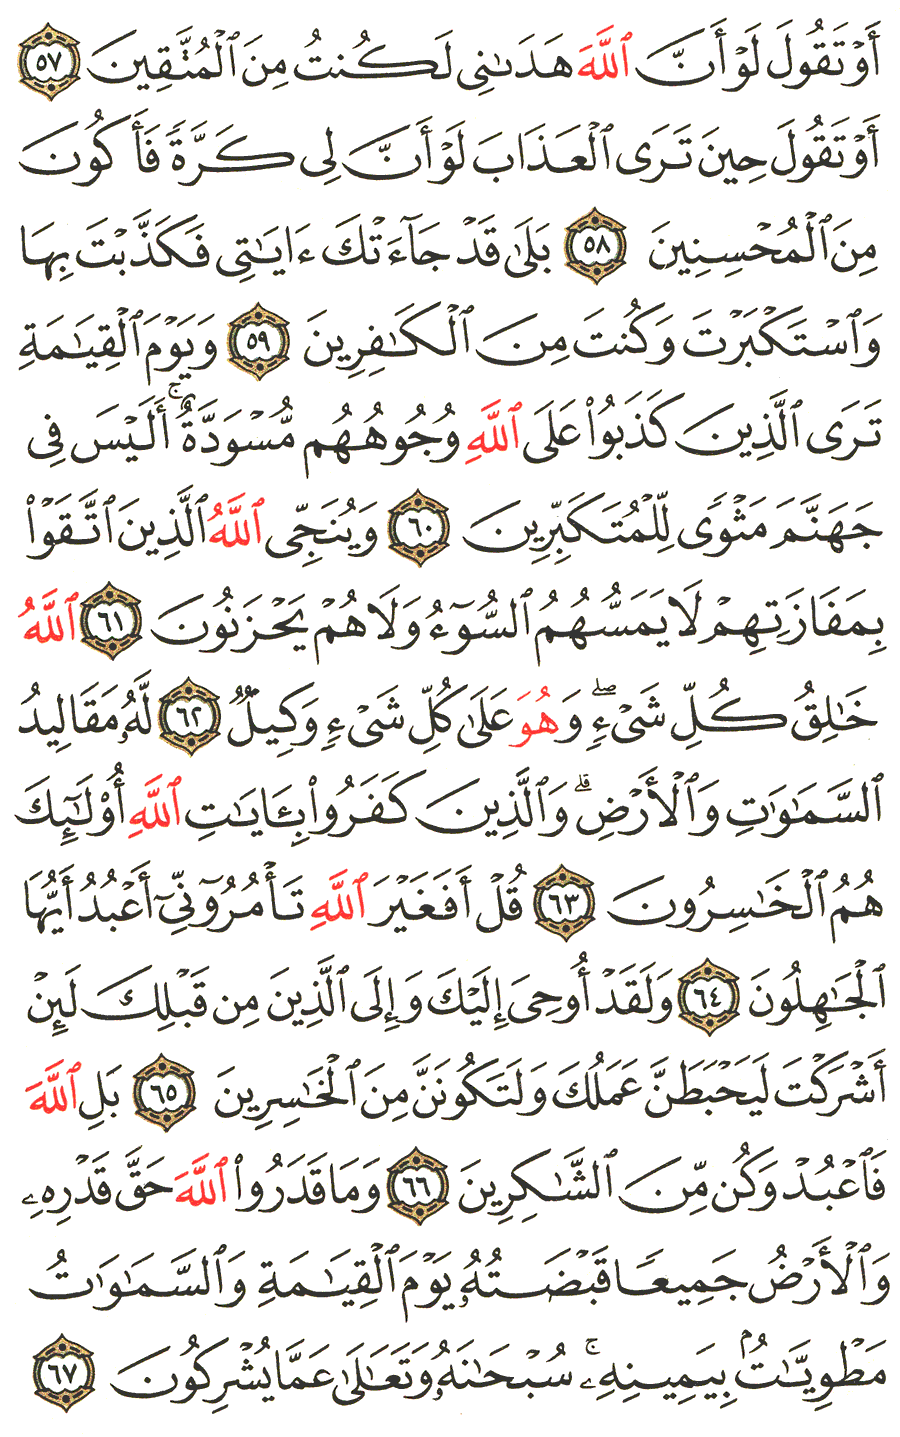 أَوْ تَقُولَ لَوْ أَنَّ ٱللَّهَ هَدَىٰنِى لَكُنتُ مِنَ ٱلْمُتَّقِينَ ٥٧
أَوْ تَقُولَ حِينَ تَرَى ٱلْعَذَابَ لَوْ أَنَّ لِى كَرَّةً فَأَكُونَ
مِنَ ٱلْمُحْسِنِينَ ٥٨ بَلَىٰ قَدْ جَآءَتْكَ ءَايَـٰتِى فَكَذَّبْتَ بِهَا
وَٱسْتَكْبَرْتَ وَكُنتَ مِنَ ٱلْكَـٰفِرِينَ ٥٩ وَيَوْمَ ٱلْقِيَـٰمَةِ
تَرَى ٱلَّذِينَ كَذَبُوا۟ عَلَى ٱللَّهِ وُجُوهُهُم مُّسْوَدَّةٌ ۚ أَلَيْسَ فِى
جَهَنَّمَ مَثْوًى لِّلْمُتَكَبِّرِينَ ٦٠ وَيُنَجِّى ٱللَّهُ ٱلَّذِينَ ٱتَّقَوْا۟
بِمَفَازَتِهِمْ لَا يَمَسُّهُمُ ٱلسُّوٓءُ وَلَا هُمْ يَحْزَنُونَ ٦١ ٱللَّهُ
خَـٰلِقُ كُلِّ شَىْءٍ ۖ وَهُوَ عَلَىٰ كُلِّ شَىْءٍ وَكِيلٌ ٦٢ لَّهُۥ مَقَالِيدُ
ٱلسَّمَـٰوَٰتِ وَٱلْأَرْضِ ۗ وَٱلَّذِينَ كَفَرُوا۟ بِـَٔايَـٰتِ ٱللَّهِ أُو۟لَـٰٓئِكَ
هُمُ ٱلْخَـٰسِرُونَ ٦٣ قُلْ أَفَغَيْرَ ٱللَّهِ تَأْمُرُوٓنِّىٓ أَعْبُدُ أَيُّهَا
ٱلْجَـٰهِلُونَ ٦٤ وَلَقَدْ أُوحِىَ إِلَيْكَ وَإِلَى ٱلَّذِينَ مِن قَبْلِكَ لَئِنْ
أَشْرَكْتَ لَيَحْبَطَنَّ عَمَلُكَ وَلَتَكُونَنَّ مِنَ ٱلْخَـٰسِرِينَ ٦٥ بَلِ ٱللَّهَ
فَٱعْبُدْ وَكُن مِّنَ ٱلشَّـٰكِرِينَ ٦٦ وَمَا قَدَرُوا۟ ٱللَّهَ حَقَّ قَدْرِهِۦ
وَٱلْأَرْضُ جَمِيعًا قَبْضَتُهُۥ يَوْمَ ٱلْقِيَـٰمَةِ وَٱلسَّمَـٰوَٰتُ
مَطْوِيَّـٰتٌۢ بِيَمِينِهِۦ ۚ سُبْحَـٰنَهُۥ وَتَعَـٰلَىٰ عَمَّا يُشْرِكُونَ ٦٧